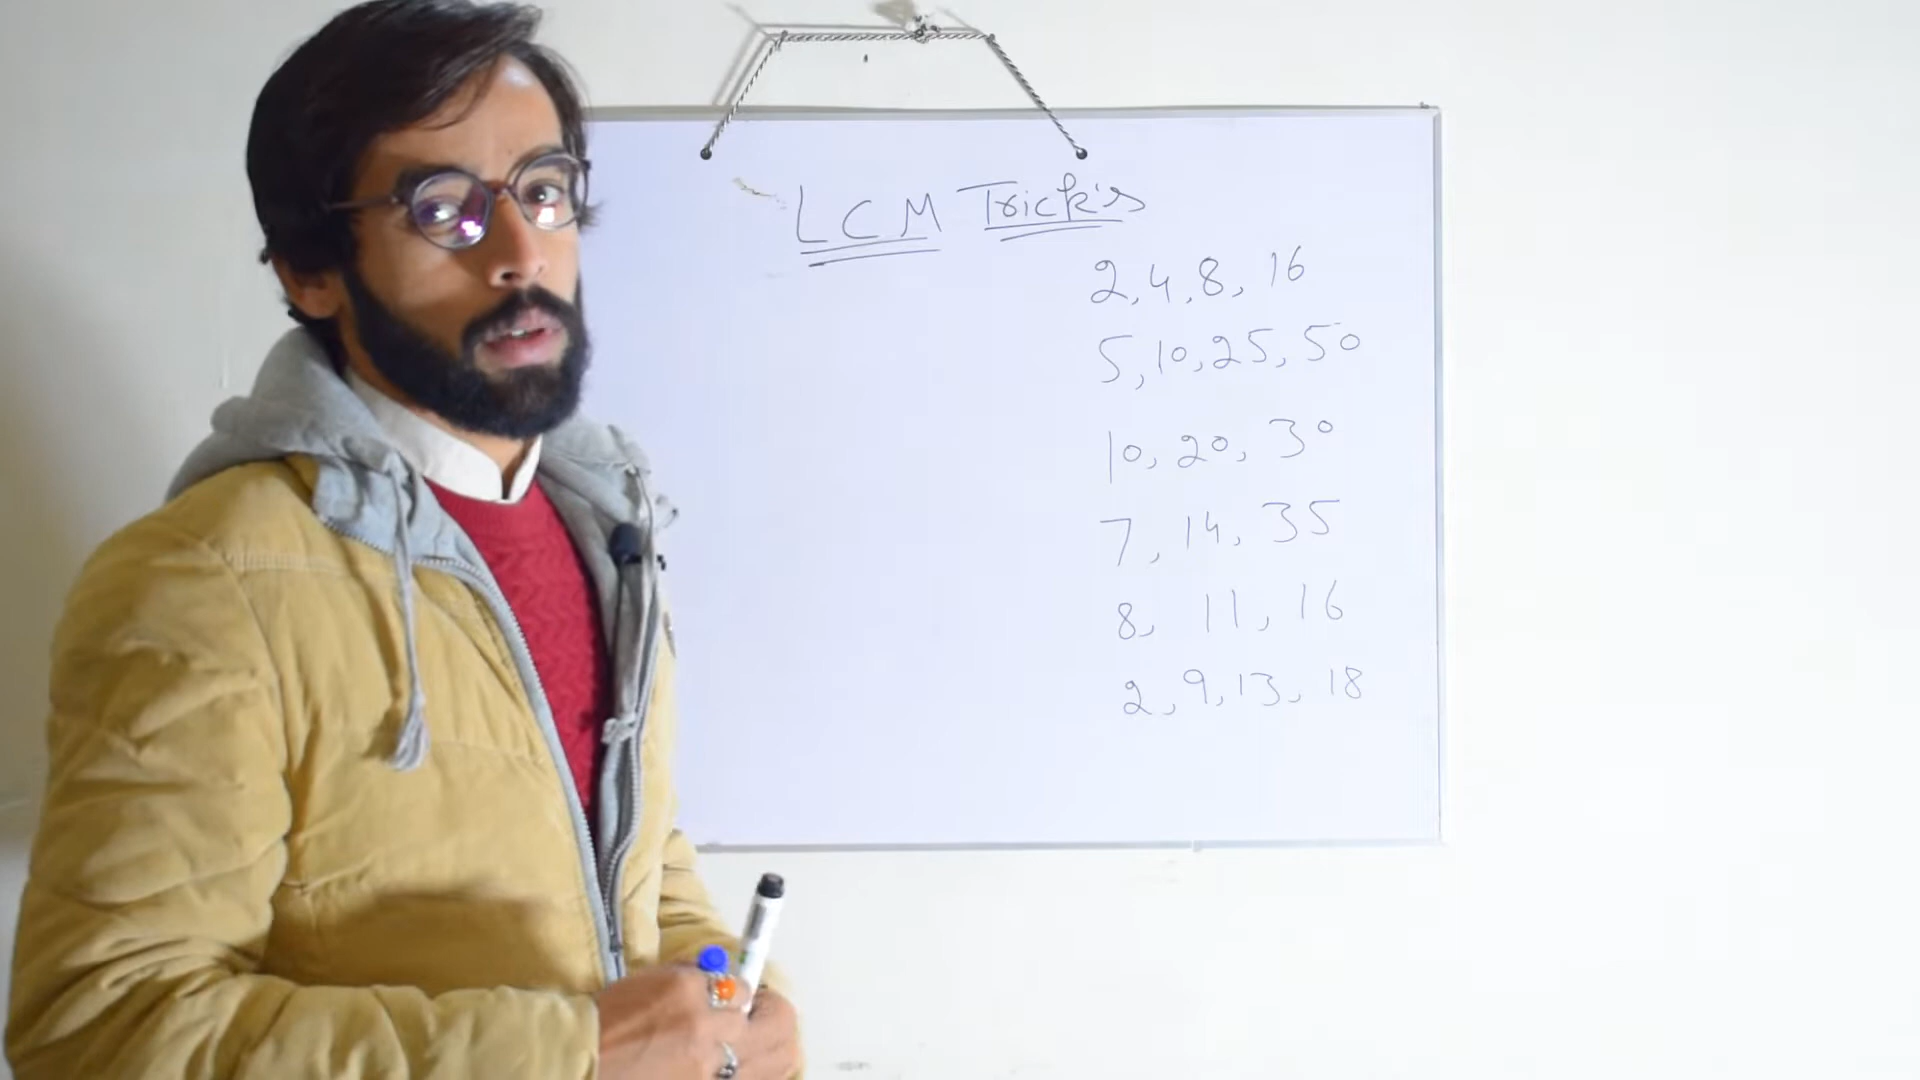 LCM Trick's
2, 4, 8, 16
5, 10, 25, 50
10, 20, 30
7, 14, 35
8, 11, 16
2, 9, 13, 18